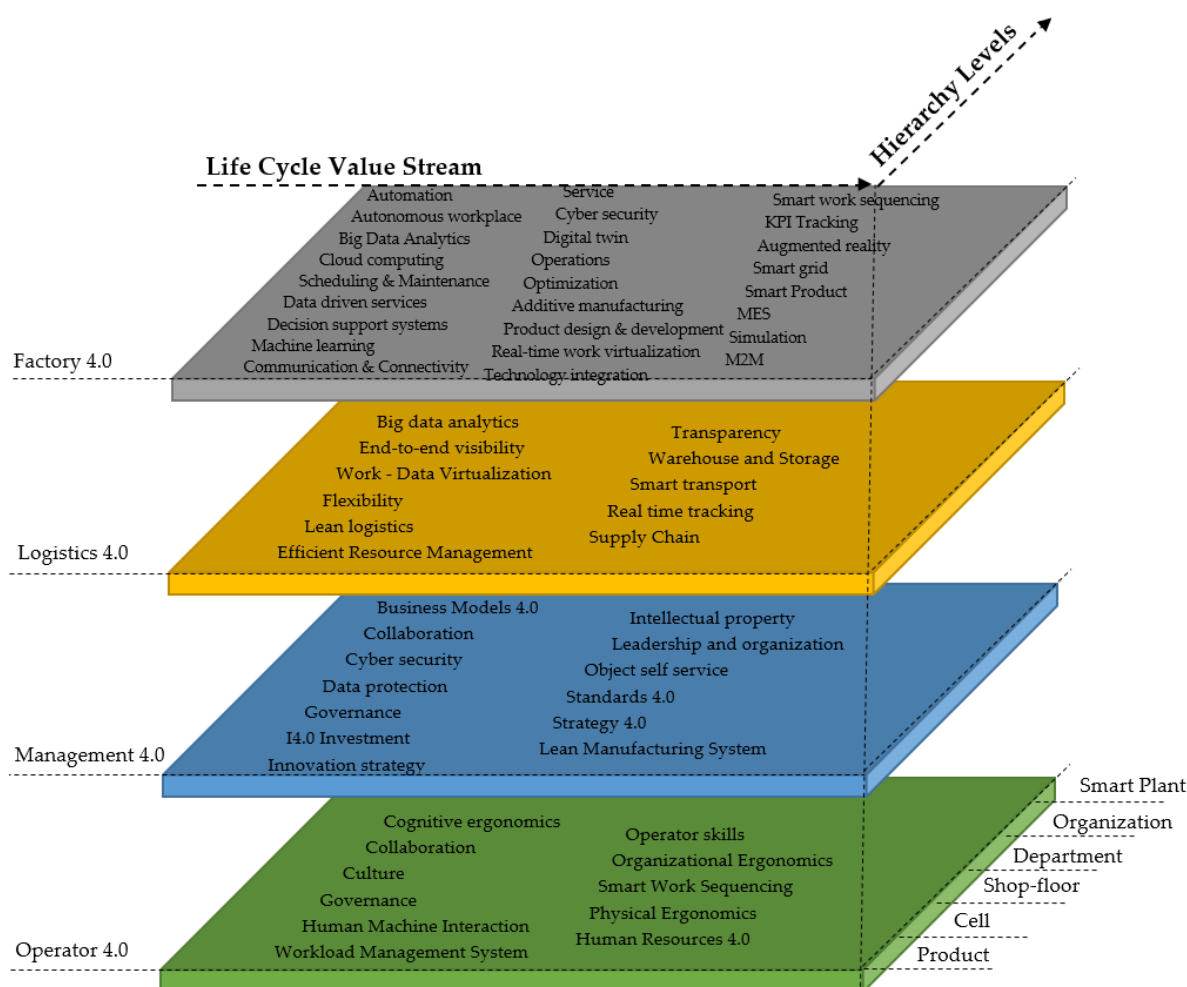 Hierarchy Levels
Life Cycle Value Stream
Automation
Autonomous workplace
Big Data Analytics
Cloud computing
Scheduling & Maintenance
Data driven services
Decision support systems
Machine learning
Communication & Connectivity
Service
Cyber security
Digital twin
Operations
Optimization
Additive manufacturing
Product design & development
Real-time work virtualization
Technology integration
Smart work sequencing
KPI Tracking
Augmented reality
Smart grid
Smart Product
MES
Simulation
M2M
Factory 4.0
Big data analytics
End-to-end visibility
Work - Data Virtualization
Flexibility
Lean logistics
Efficient Resource Management
Transparency
Warehouse and Storage
Smart transport
Real time tracking
Supply Chain
Logistics 4.0
Business Models 4.0
Collaboration
Cyber security
Data protection
Governance
I4.0 Investment
Innovation strategy
Intellectual property
Leadership and organization
Object self service
Standards 4.0
Strategy 4.0
Lean Manufacturing System
Management 4.0
Cognitive ergonomics
Collaboration
Culture
Governance
Human Machine Interaction
Workload Management System
Operator skills
Organizational Ergonomics
Smart Work Sequencing
Physical Ergonomics
Human Resources 4.0
Operator 4.0
Smart Plant
Organization
Department
Shop-floor
Cell
Product